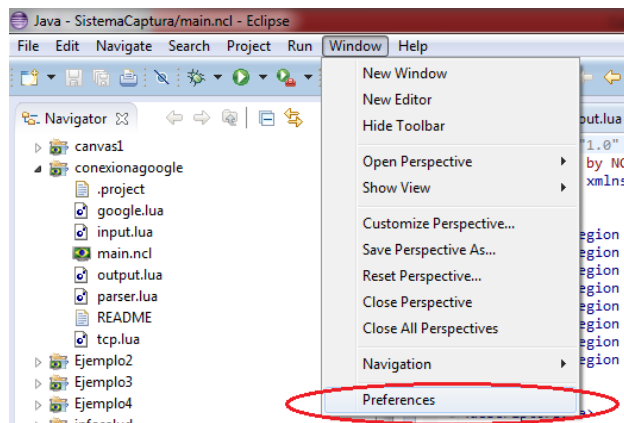 Java - SistemaCaptura/main.ncl - Eclipse
File Edit Navigate Search Project Run Window Help
Navigator
canvas1
conexionagoogle
.project
google.lua
input.lua
main.ncl
output.lua
parser.lua
README
tcp.lua
Ejemplo2
Ejemplo3
Ejemplo4
New Window
New Editor
Hide Toolbar
Open Perspective
Show View
Customize Perspective...
Save Perspective As...
Reset Perspective...
Close Perspective
Close All Perspectives
Navigation
Preferences
put.lua
"1.0"
by NC
xmlns
egion
egion
egion
egion
egion
egion
egion
egion